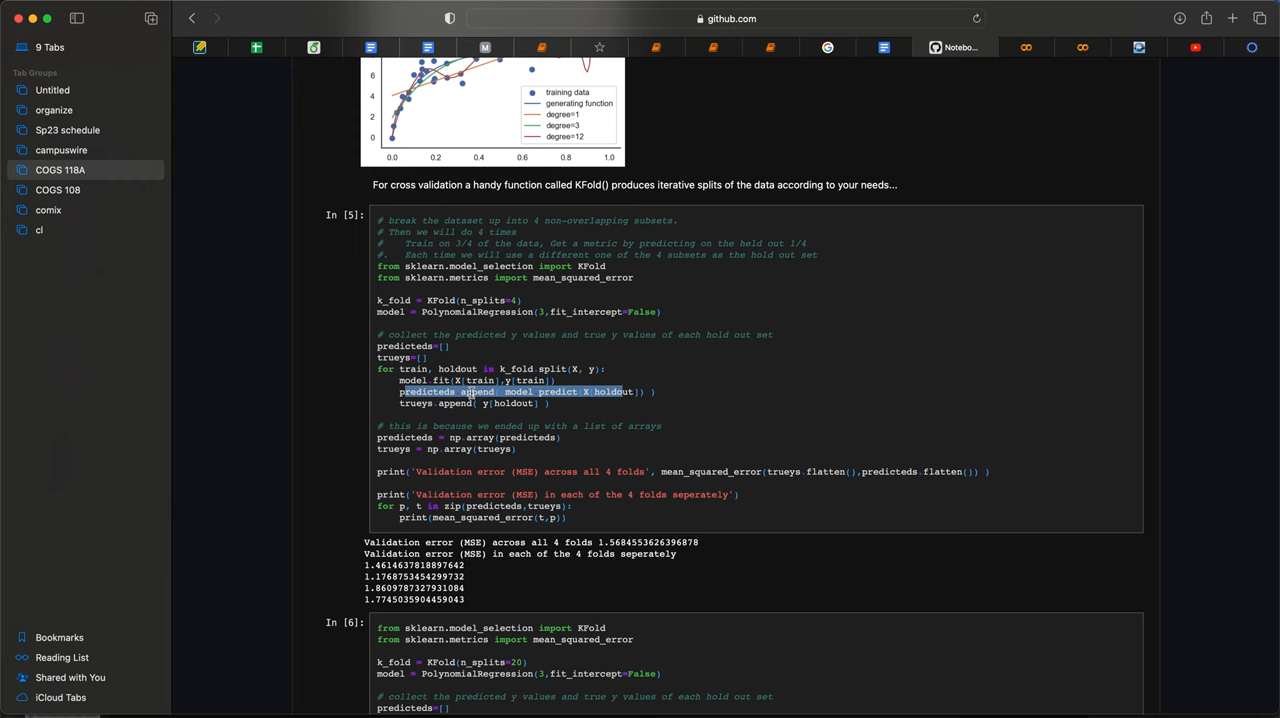 github.com
9 Tabs
Notebo...
Tab Groups
Untitled
organize
Sp23 schedule
campuswire
COGS 118A
COGS 108
comix
cl
Bookmarks
Reading List
Shared with You
iCloud Tabs
6
4
2
0
0.0 0.2 0.4 0.6 0.8 1.0
training data
generating function
degree=1
degree=3
degree=12
For cross validation a handy function called KFold() produces iterative splits of the data according to your needs...
In [5]:
# break the dataset up into 4 non-overlapping subsets.
# Then we will do 4 times
#    Train on 3/4 of the data, Get a metric by predicting on the held out 1/4
#.   Each time we will use a different one of the 4 subsets as the hold out set
from sklearn.model_selection import KFold
from sklearn.metrics import mean_squared_error
k_fold = KFold(n_splits=4)
model = PolynomialRegression(3,fit_intercept=False)
# collect the predicted y values and true y values of each hold out set
predicteds=[]
trueys=[]
for train, holdout in k_fold.split(X, y):
    model.fit(X[train],y[train])
    predicteds.append( model.predict(X[holdout]) )
    trueys.append( y[holdout] )
# this is because we ended up with a list of arrays
predicteds = np.array(predicteds)
trueys = np.array(trueys)
print('Validation error (MSE) across all 4 folds', mean_squared_error(trueys.flatten(),predicteds.flatten()) )
print('Validation error (MSE) in each of the 4 folds seperately')
for p, t in zip(predicteds,trueys):
    print(mean_squared_error(t,p))
Validation error (MSE) across all 4 folds 1.5684553626396878
Validation error (MSE) in each of the 4 folds seperately
1.4614637818897642
1.1768753454299732
1.8609787327931084
1.7745035904459043
In [6]:
from sklearn.model_selection import KFold
from sklearn.metrics import mean_squared_error
k_fold = KFold(n_splits=20)
model = PolynomialRegression(3,fit_intercept=False)
# collect the predicted y values and true y values of each hold out set
predicteds=[]